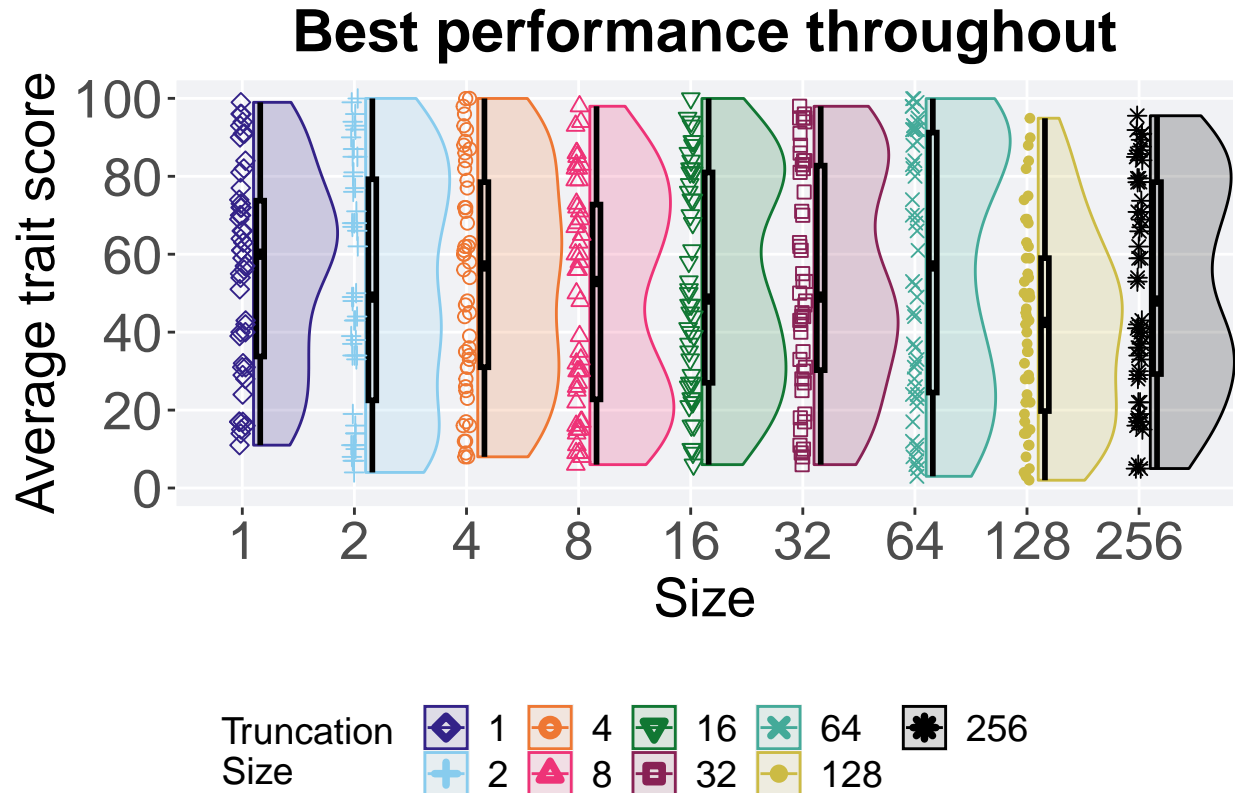 Best performance throughout
Average trait score
100
80
60
40
20
0
1 2 4 8 16 32 64 128 256
Size
Truncation
Size
1 4 16 64 256
2 8 32 128